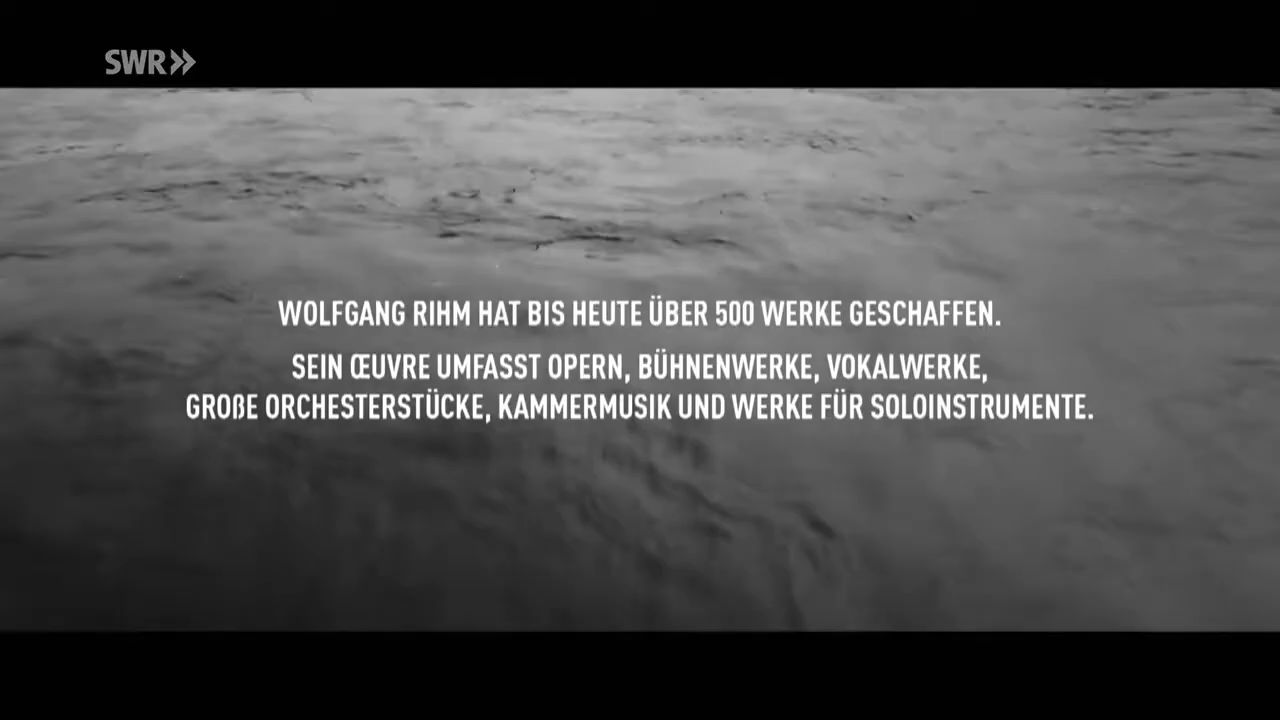 SWR»
WOLFGANG RIHM HAT BIS HEUTE ÜBER 500 WERKE GESCHAFFEN.
SEIN ŒUVRE UMFASST OPERN, BÜHNENWERKE, VOKALWERKE,
GROßE ORCHESTERSTÜCKE, KAMMERMUSIK UND WERKE FÜR SOLOINSTRUMENTE.